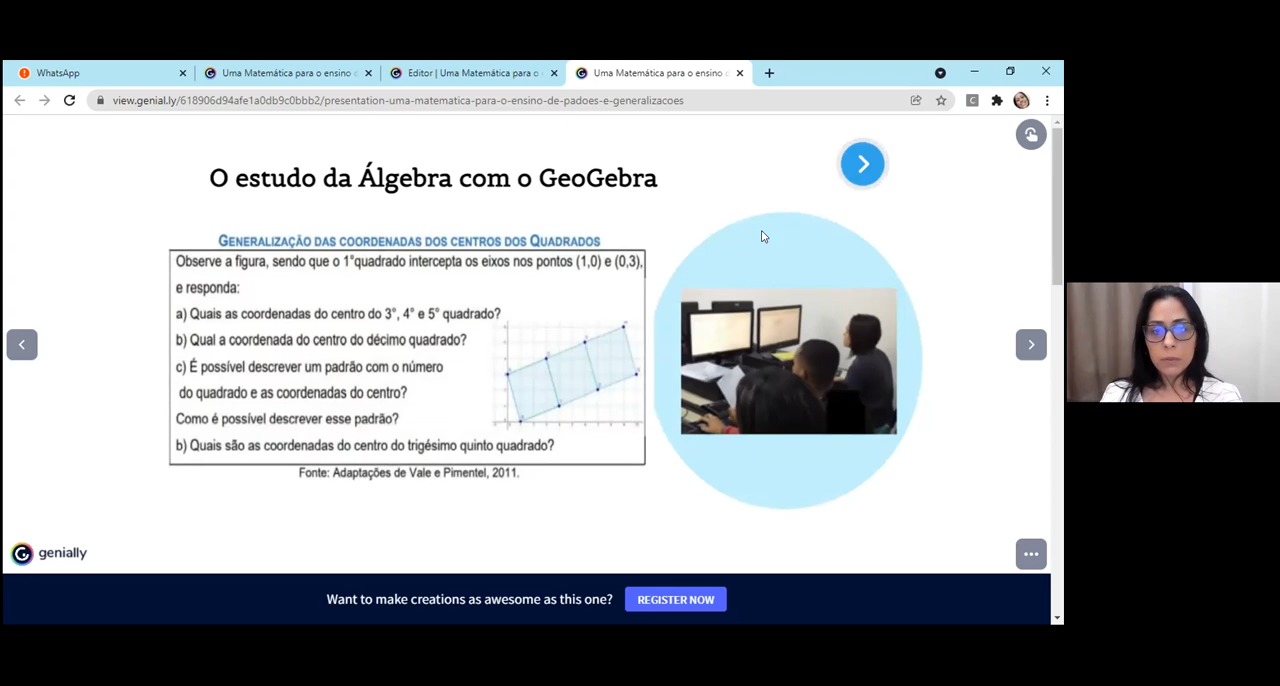 WhatsApp
Uma Matemática para o ensino d
Editor | Uma Matemática para o
Uma Matemática para o ensino d
view.genial.ly/618906d94afe1a0db9c0bbb2/presentation-uma-matematica-para-o-ensino-de-padoes-e-generalizacoes
O estudo da Álgebra com o GeoGebra
GENERALIZAÇÃO DAS COORDENADAS DOS CENTROS DOS QUADRADOS
Observe a figura, sendo que o 1°quadrado intercepta os eixos nos pontos (1,0) e (0,3),
e responda:
a) Quais as coordenadas do centro do 3°, 4° e 5° quadrado?
b) Qual a coordenada do centro do décimo quadrado?
c) É possível descrever um padrão com o número
do quadrado e as coordenadas do centro?
Como é possível descrever esse padrão?
b) Quais são as coordenadas do centro do trigésimo quinto quadrado?
Fonte: Adaptações de Vale e Pimentel, 2011.
genially
Want to make creations as awesome as this one?
REGISTER NOW